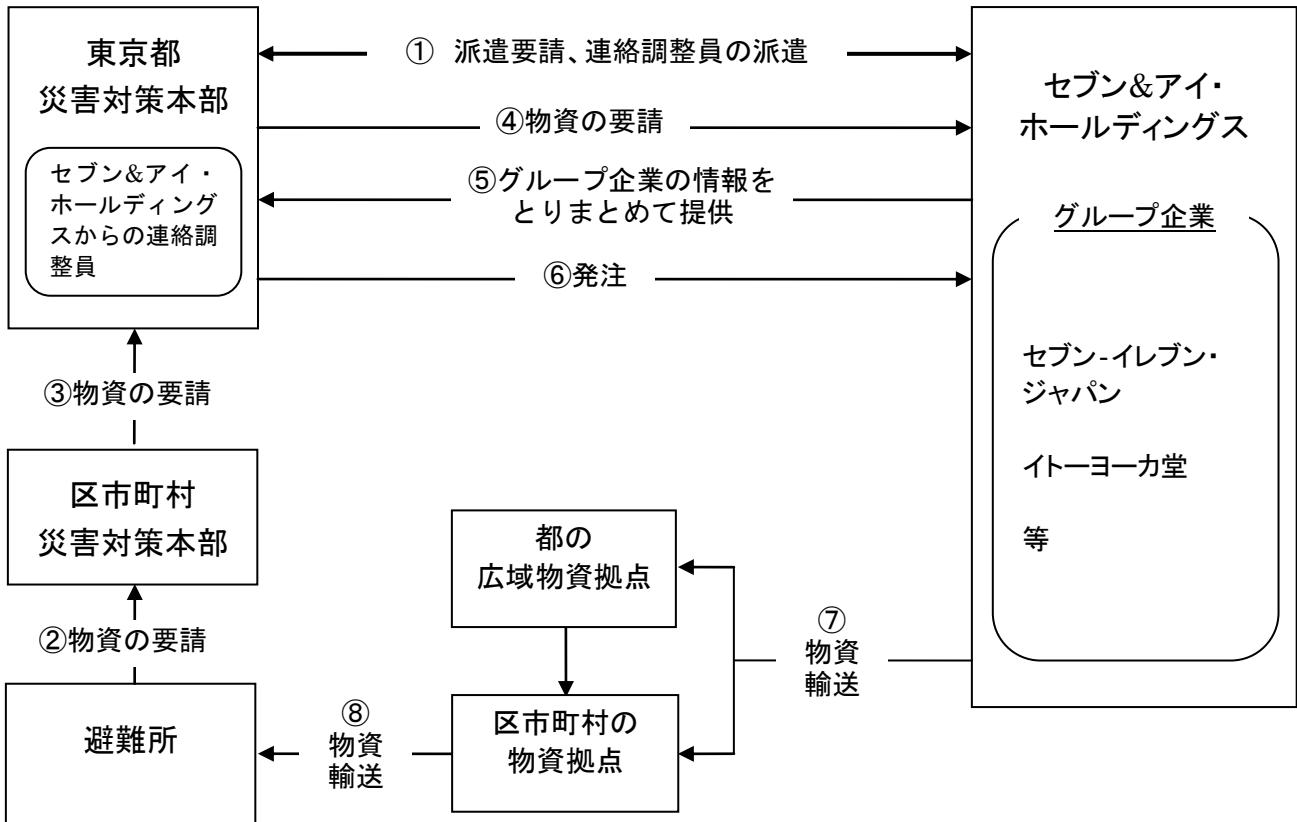 東京都
災害対策本部
セブン&アイ・
ホールディング
スからの連絡調
整員
① 派遣要請、連絡調整員の派遣
④物資の要請
⑤グループ企業の情報を
とりまとめて提供
⑥発注
セブン&アイ・
ホールディングス
グループ企業
セブン-イレブン・
ジャパン
イトーヨーカ堂
等
③物資の要請
区市町村
災害対策本部
②物資の要請
避難所
都の
広域物資拠点
区市町村の
物資拠点
⑦
物資
輸送
⑧
物資
輸送